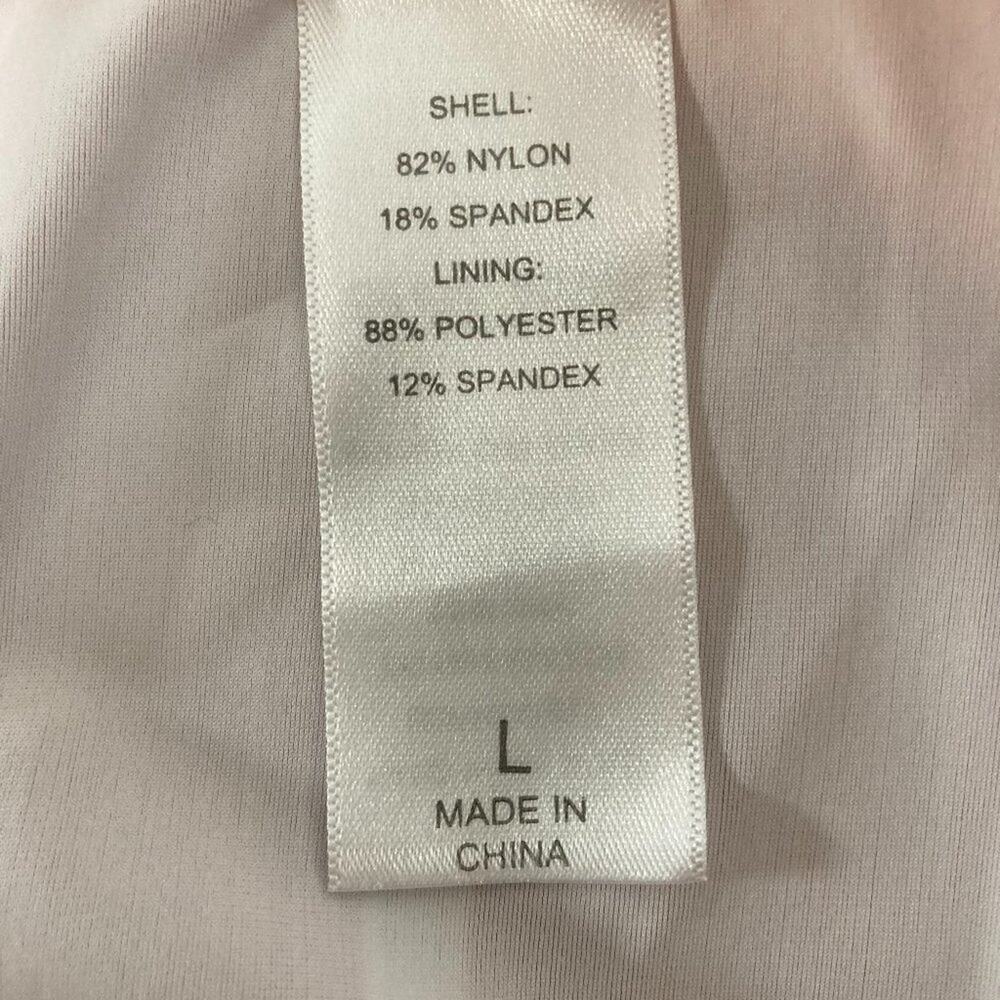 SHELL:
82% NYLON
18% SPANDEX
LINING:
88% POLYESTER
12% SPANDEX
L
MADE IN
CHINA